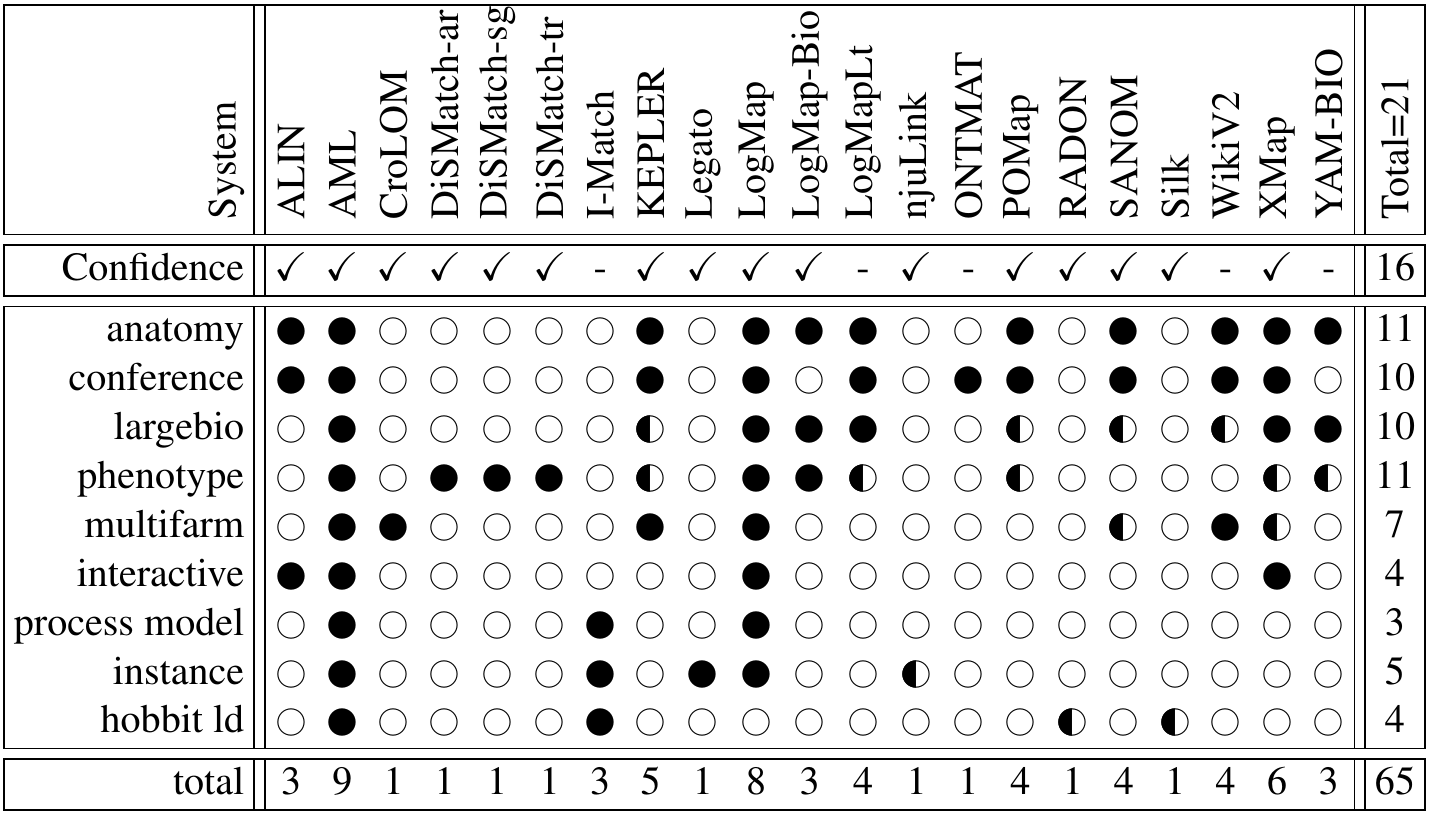 System ALIN AML CroLOM DiSMatch-ar DiSMatch-sg DiSMatch-tr I-Match KEPLER Legato LogMap LogMap-Bio LogMapLt njuLink ONTMAT POMap RADON SANOM Silk WikiV2 XMap YAM-BIO Total=21
Confidence ✓ ✓ ✓ ✓ ✓ ✓ - ✓ ✓ ✓ ✓ - ✓ - ✓ ✓ ✓ ✓ - ✓ - 16
anatomy ● ● ○ ○ ○ ○ ○ ● ○ ● ● ● ○ ○ ● ○ ● ○ ● ● ● 11
conference ● ● ○ ○ ○ ○ ○ ● ○ ● ○ ● ○ ● ● ○ ● ○ ● ● ○ 10
largebio ○ ● ○ ○ ○ ○ ○ ◐ ○ ● ● ● ○ ○ ◐ ○ ◐ ○ ◐ ● ● 10
phenotype ○ ● ○ ● ● ● ○ ◐ ○ ● ● ◐ ○ ○ ◐ ○ ○ ○ ○ ◐ ◐ 11
multifarm ○ ● ● ○ ○ ○ ○ ● ○ ● ○ ○ ○ ○ ○ ○ ◐ ○ ● ◐ ○ 7
interactive ● ● ○ ○ ○ ○ ○ ○ ○ ● ○ ○ ○ ○ ○ ○ ○ ○ ○ ● ○ 4
process model ○ ● ○ ○ ○ ○ ● ○ ○ ● ○ ○ ○ ○ ○ ○ ○ ○ ○ ○ ○ 3
instance ○ ● ○ ○ ○ ○ ● ○ ● ● ○ ○ ◐ ○ ○ ○ ○ ○ ○ ○ ○ 5
hobbit ld ○ ● ○ ○ ○ ○ ● ○ ○ ○ ○ ○ ○ ○ ○ ◐ ○ ◐ ○ ○ ○ 4
total 3 9 1 1 1 1 3 5 1 8 3 4 1 1 4 1 4 1 4 6 3 65